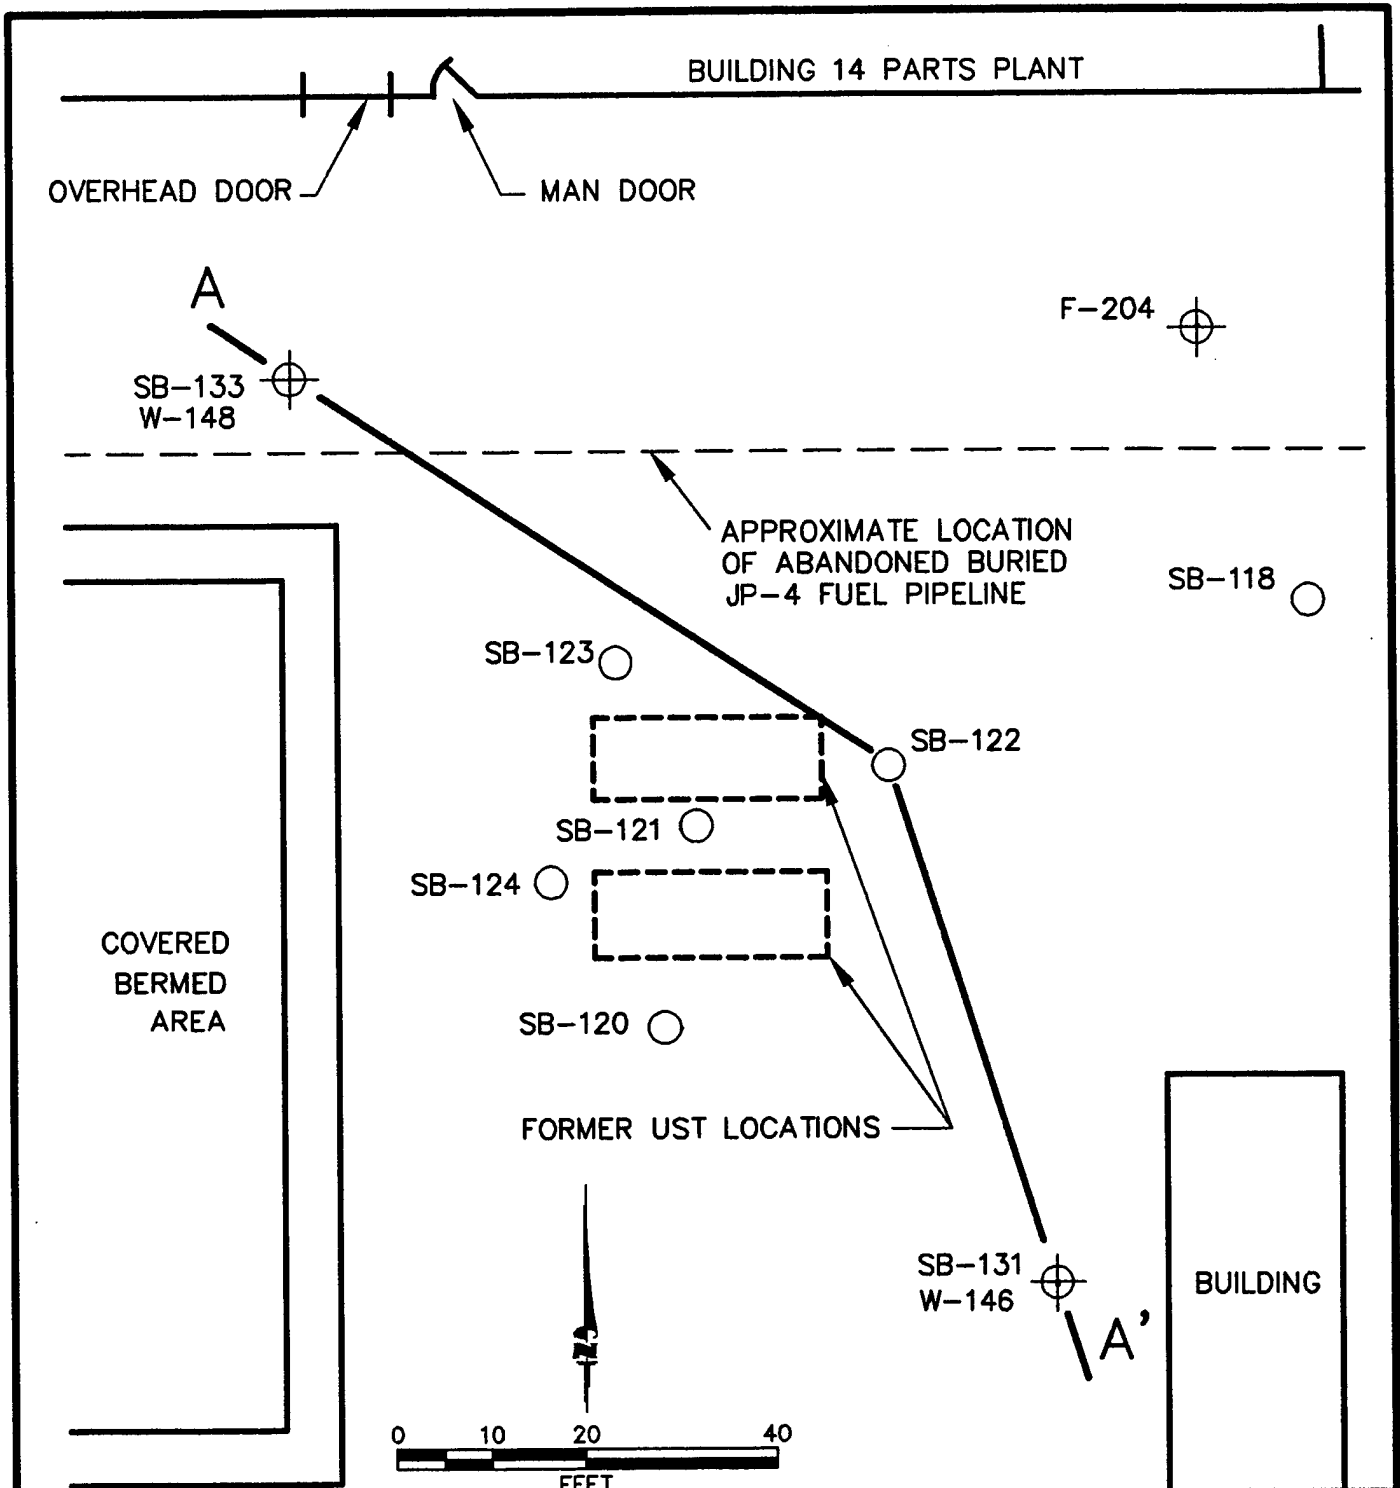 BUILDING 14 PARTS PLANT
OVERHEAD DOOR
MAN DOOR
A
F-204
SB-133
W-148
APPROXIMATE LOCATION
OF ABANDONED BURIED
JP-4 FUEL PIPELINE
SB-118
SB-123
SB-122
SB-121
SB-124
COVERED
BERMED
AREA
SB-120
FORMER UST LOCATIONS
SB-131
W-146
BUILDING
A'
N
0 10 20 40
FEET